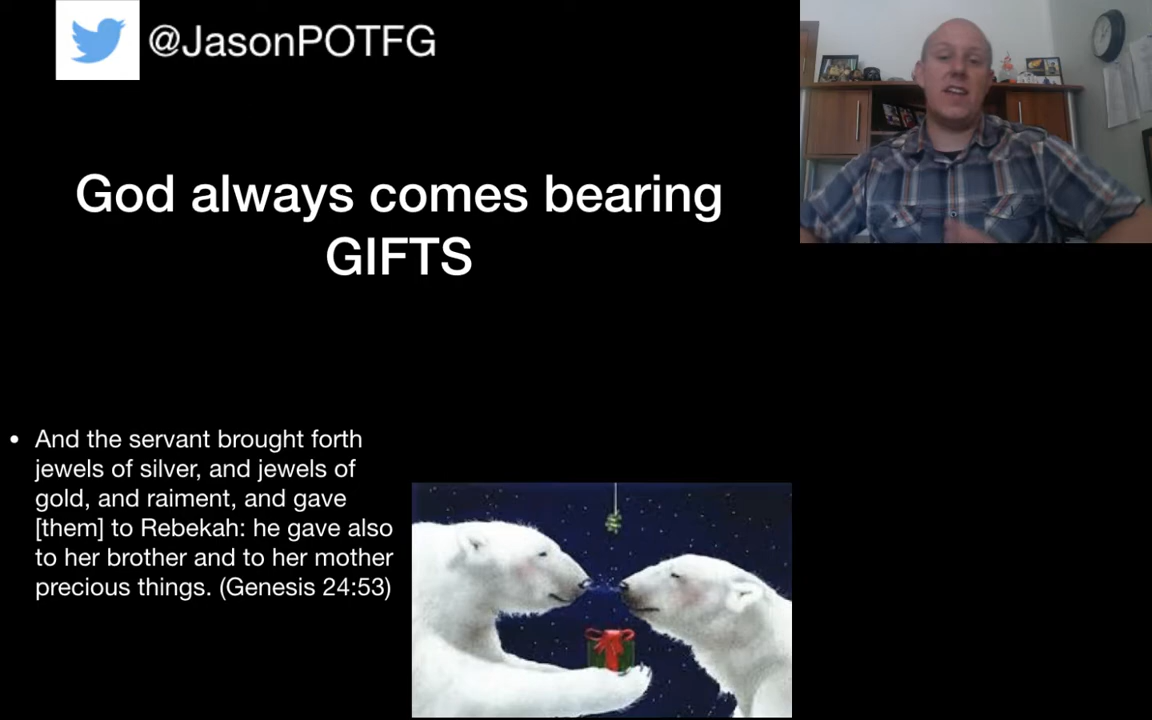 @JasonPOTFG
God always comes bearing
GIFTS
• And the servant brought forth
jewels of silver, and jewels of
gold, and raiment, and gave
[them] to Rebekah: he gave also
to her brother and to her mother
precious things. (Genesis 24:53)